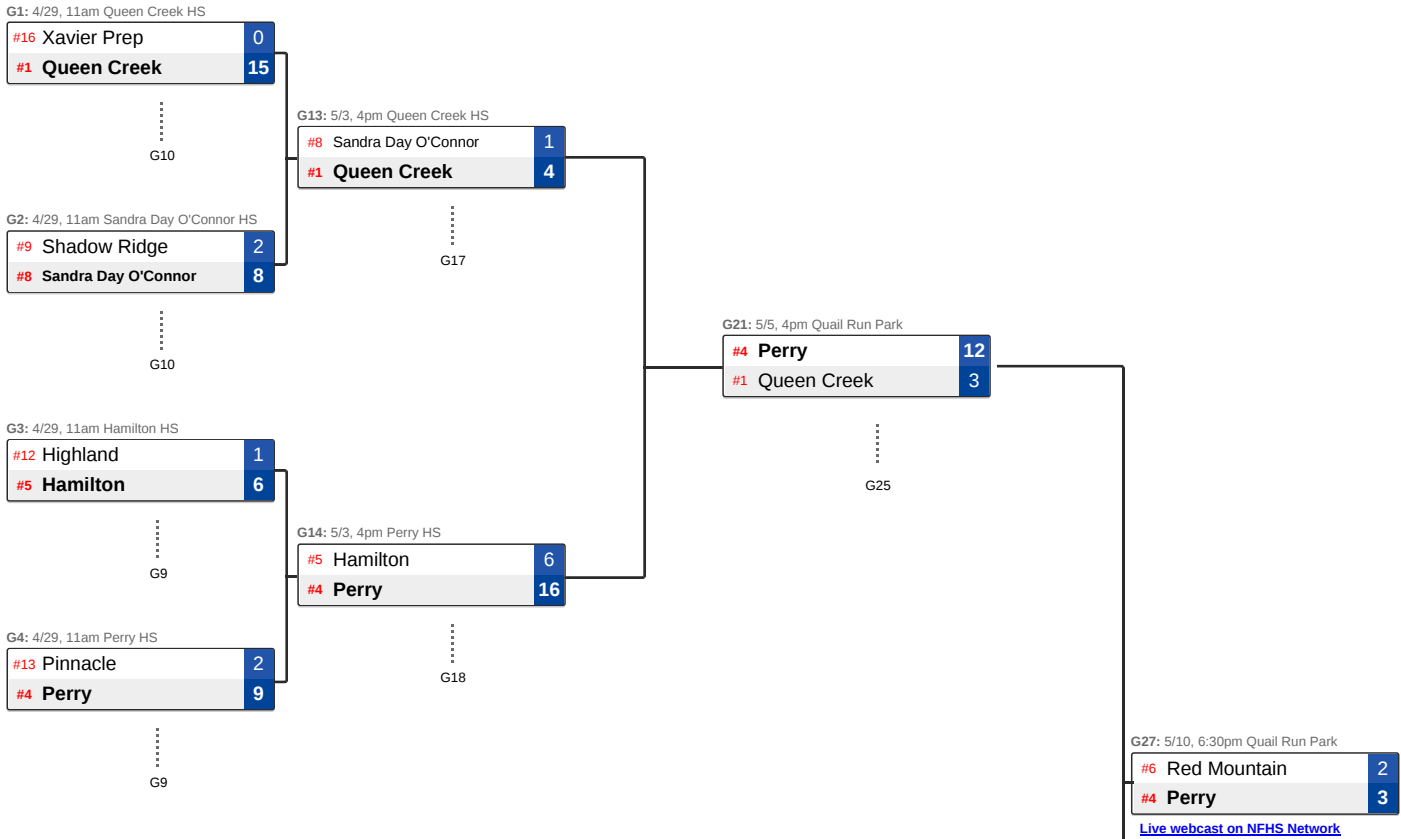 G1: 4/29, 11am Queen Creek HS
#16 Xavier Prep 0
#1 Queen Creek 15
G10
G2: 4/29, 11am Sandra Day O'Connor HS
#9 Shadow Ridge 2
#8 Sandra Day O'Connor 8
G10
G3: 4/29, 11am Hamilton HS
#12 Highland 1
#5 Hamilton 6
G9
G4: 4/29, 11am Perry HS
#13 Pinnacle 2
#4 Perry 9
G9
G13: 5/3, 4pm Queen Creek HS
#8 Sandra Day O'Connor 1
#1 Queen Creek 4
G17
G14: 5/3, 4pm Perry HS
#5 Hamilton 6
#4 Perry 16
G18
G21: 5/5, 4pm Quail Run Park
#4 Perry 12
#1 Queen Creek 3
G25
G27: 5/10, 6:30pm Quail Run Park
#6 Red Mountain 2
#4 Perry 3
Live webcast on NFHS Network